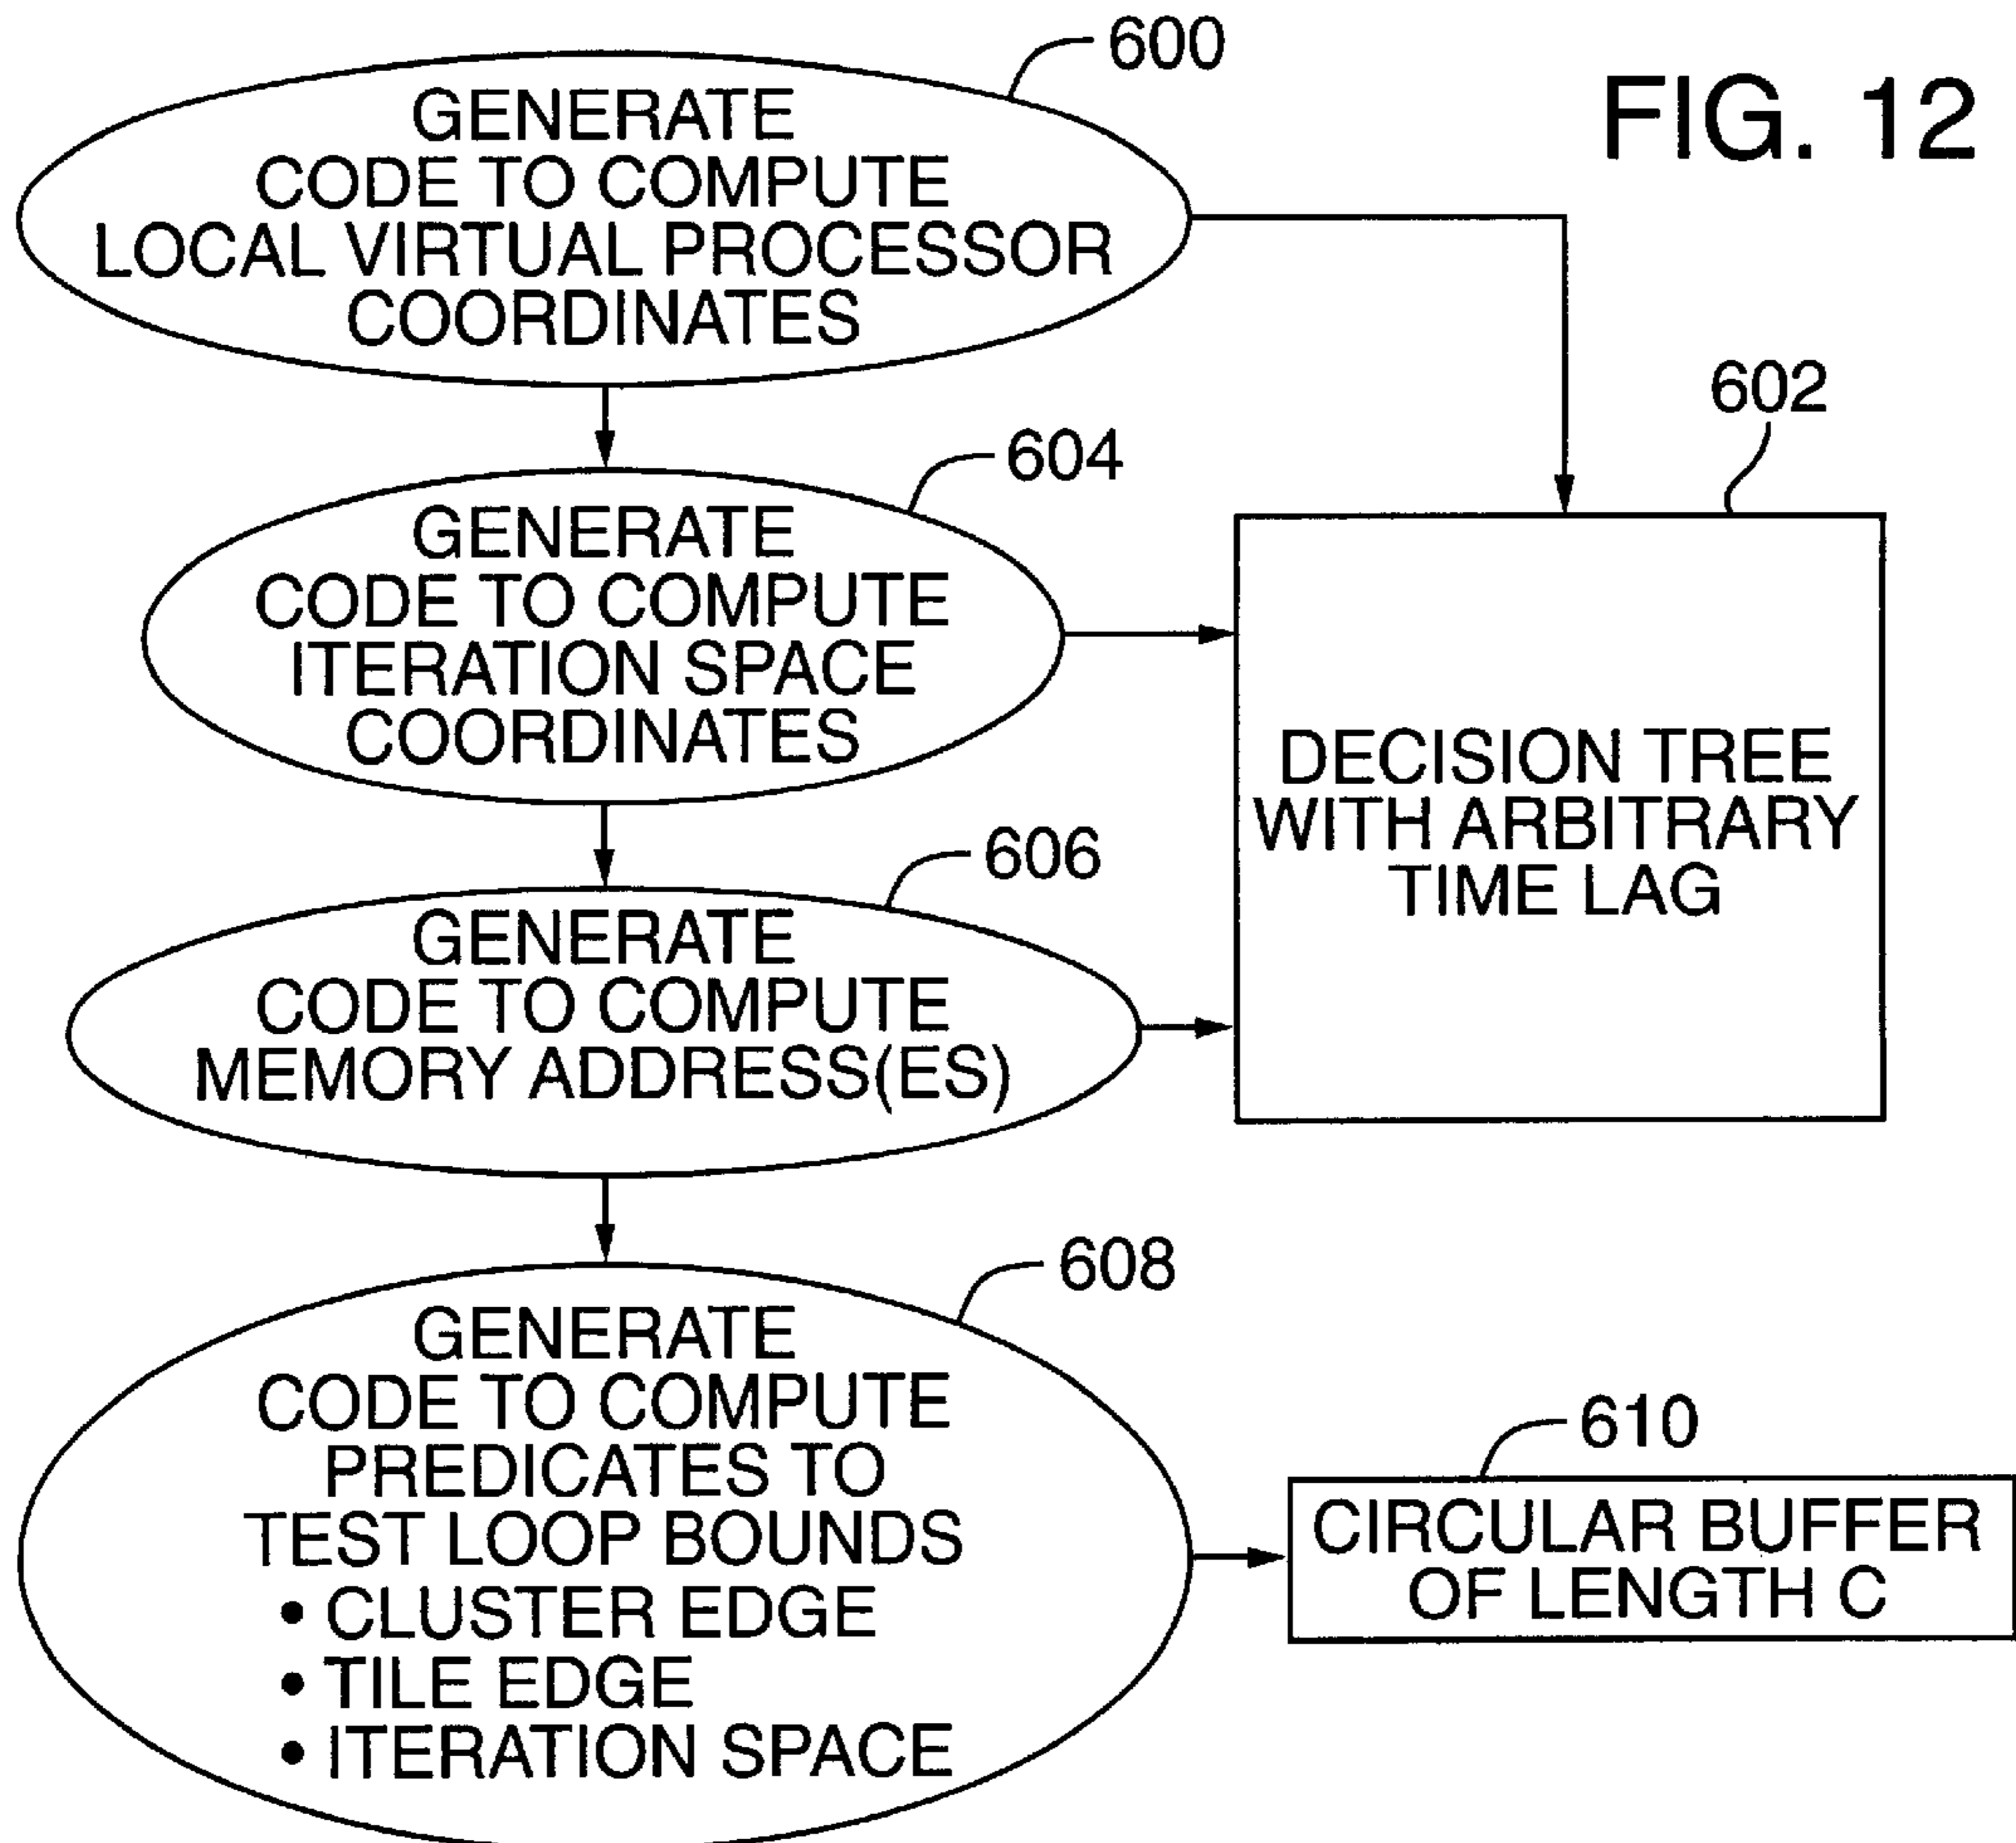 600
FIG. 12
GENERATE
CODE TO COMPUTE
LOCAL VIRTUAL PROCESSOR
COORDINATES
602
604
GENERATE
CODE TO COMPUTE
ITERATION SPACE
COORDINATES
DECISION TREE
WITH ARBITRARY
TIME LAG
606
GENERATE
CODE TO COMPUTE
MEMORY ADDRESS(ES)
608
GENERATE
CODE TO COMPUTE
PREDICATES TO
TEST LOOP BOUNDS
• CLUSTER EDGE
• TILE EDGE
• ITERATION SPACE
610
CIRCULAR BUFFER
OF LENGTH C